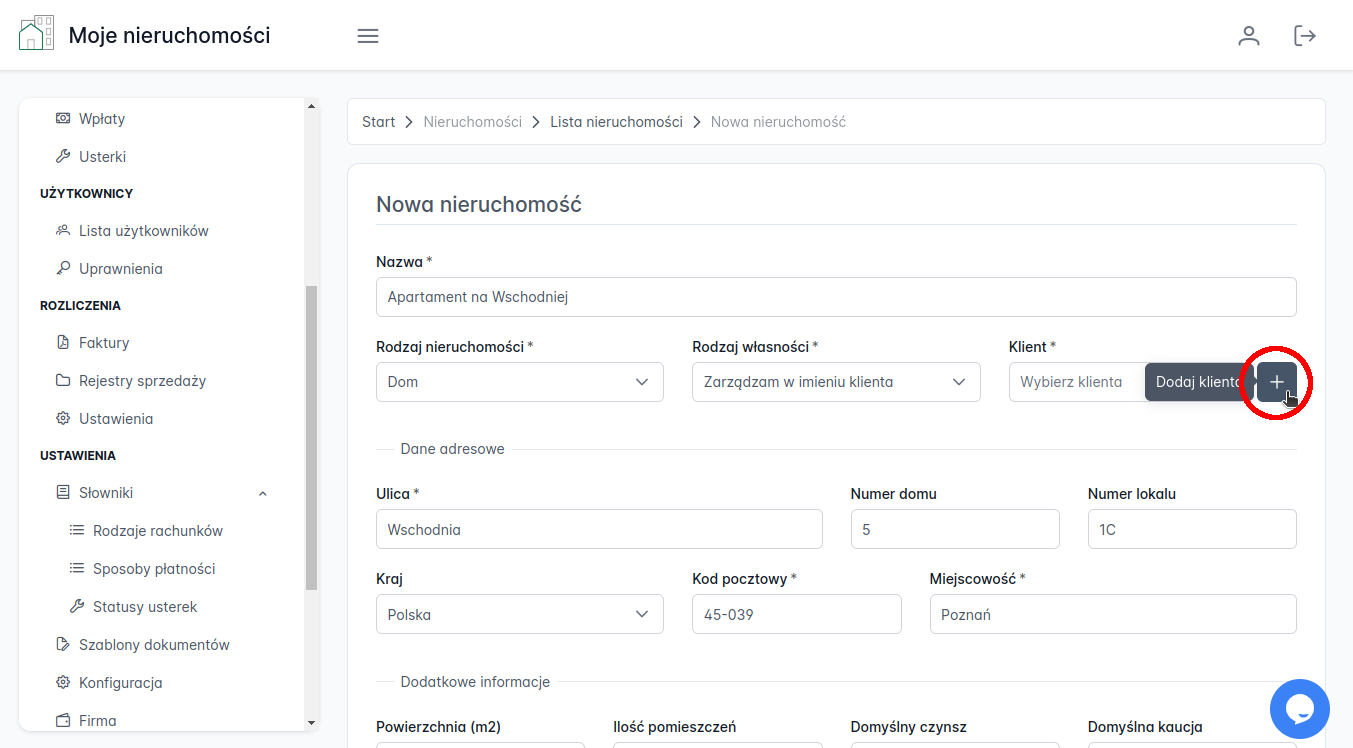 Moje nieruchomości
Wpłaty
Usterki
UŻYTKOWNICY
Lista użytkowników
Uprawnienia
ROZLICZENIA
Faktury
Rejestry sprzedaży
Ustawienia
USTAWIENIA
Słowniki
Rodzaje rachunków
Sposoby płatności
Statusy usterek
Szablony dokumentów
Konfiguracja
Firma
Start > Nieruchomości > Lista nieruchomości > Nowa nieruchomość
Nowa nieruchomość
Nazwa *
Apartament na Wschodniej
Rodzaj nieruchomości * Rodzaj własności * Klient *
Dom Zarządzam w imieniu klienta Wybierz klienta Dodaj klienta +
Dane adresowe
Ulica * Numer domu Numer lokalu
Wschodnia 5 1C
Kraj Kod pocztowy * Miejscowość *
Polska 45-039 Poznań
Dodatkowe informacje
Powierzchnia (m2) Ilość pomieszczeń Domyślny czynsz Domyślna kaucja